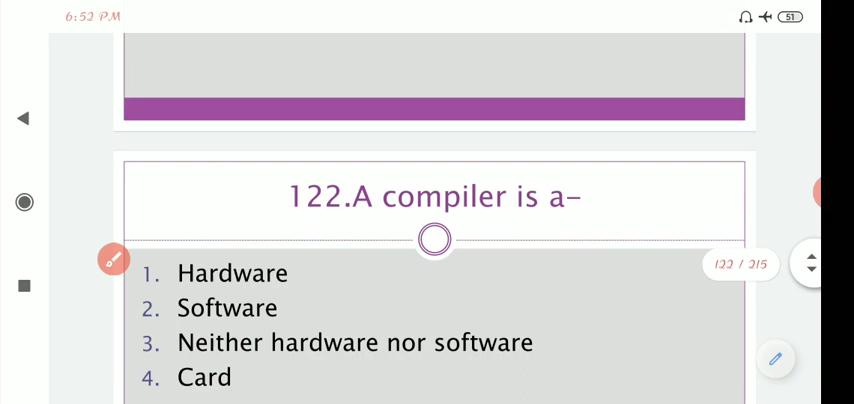 6:52 PM
51
122.A compiler is a-
1. Hardware
122 / 215
2. Software
3. Neither hardware nor software
4. Card